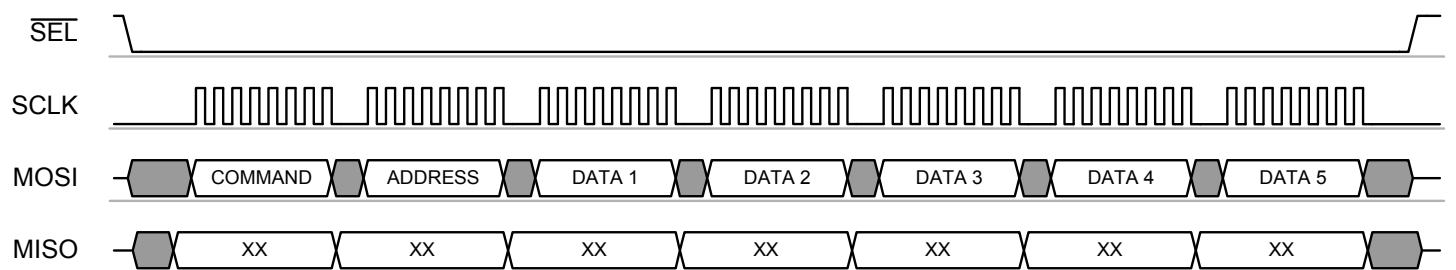 SEL
SCLK
MOSI COMMAND ADDRESS DATA 1 DATA 2 DATA 3 DATA 4 DATA 5
MISO XX XX XX XX XX XX XX